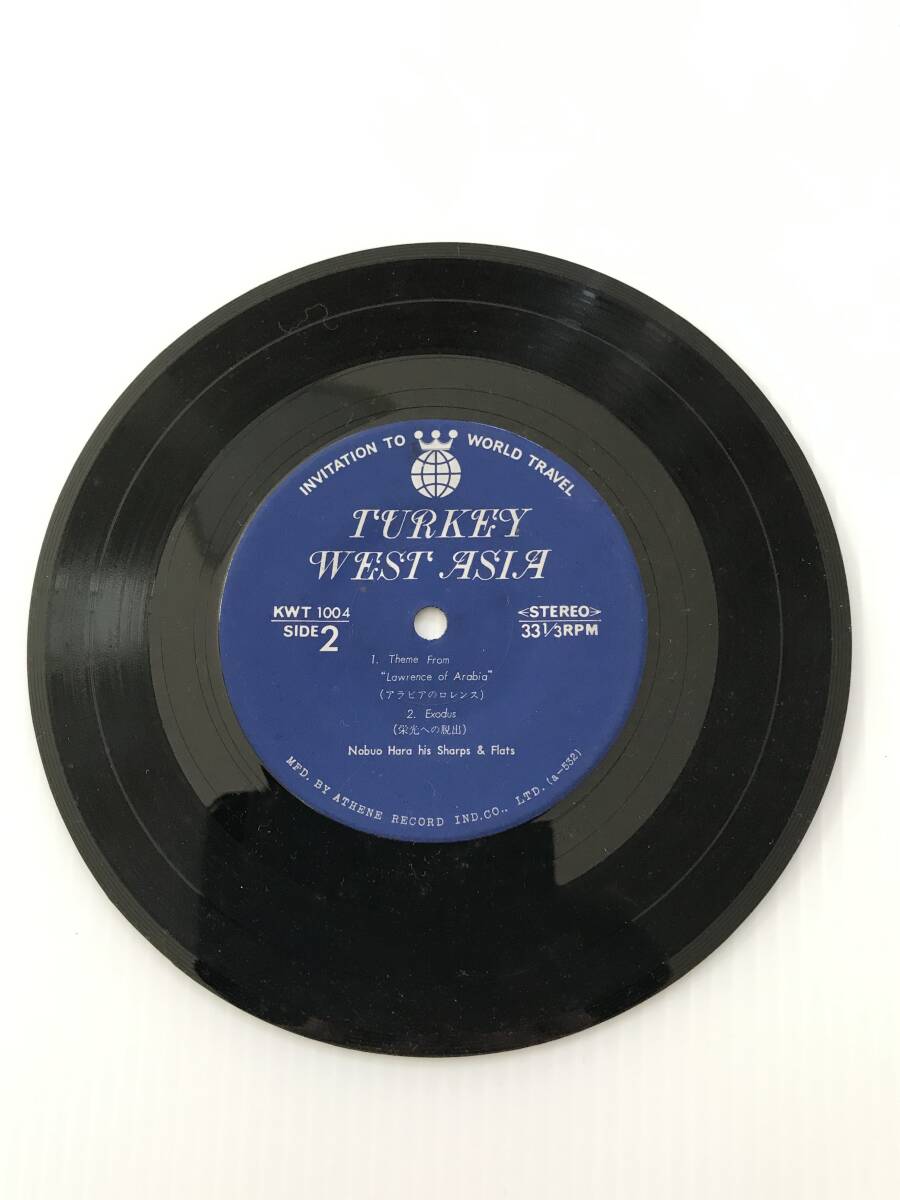 INVITATION TO WORLD TRAVEL
TURKEY
WEST ASIA
KWT 1004
SIDE 2
<STEREO>
33 1/3 RPM
1. Theme From
"Lawrence of Arabia"
(アラビアのロレンス)
2. Exodus
(栄光への脱出)
Nobuo Hara his Sharps & Flats
MFD. BY ATHENE RECORD IND.CO., LTD. (a-532)